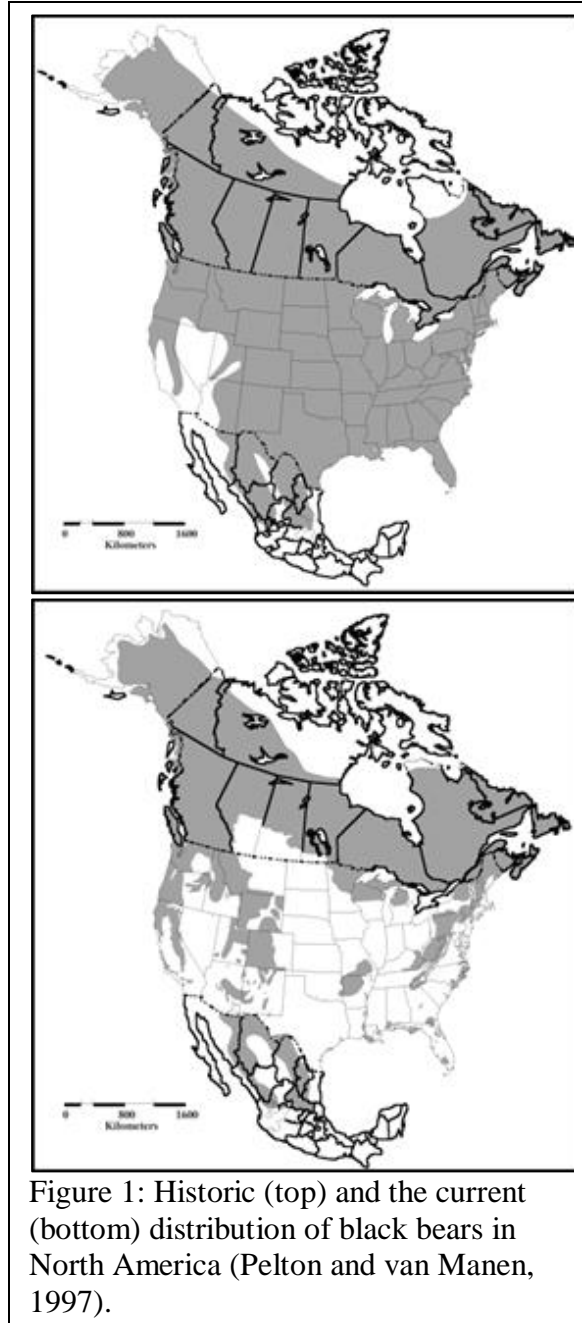 0 800 1600
Kilometers
0 800 1600
Kilometers
Figure 1: Historic (top) and the current
(bottom) distribution of black bears in
North America (Pelton and van Manen,
1997).